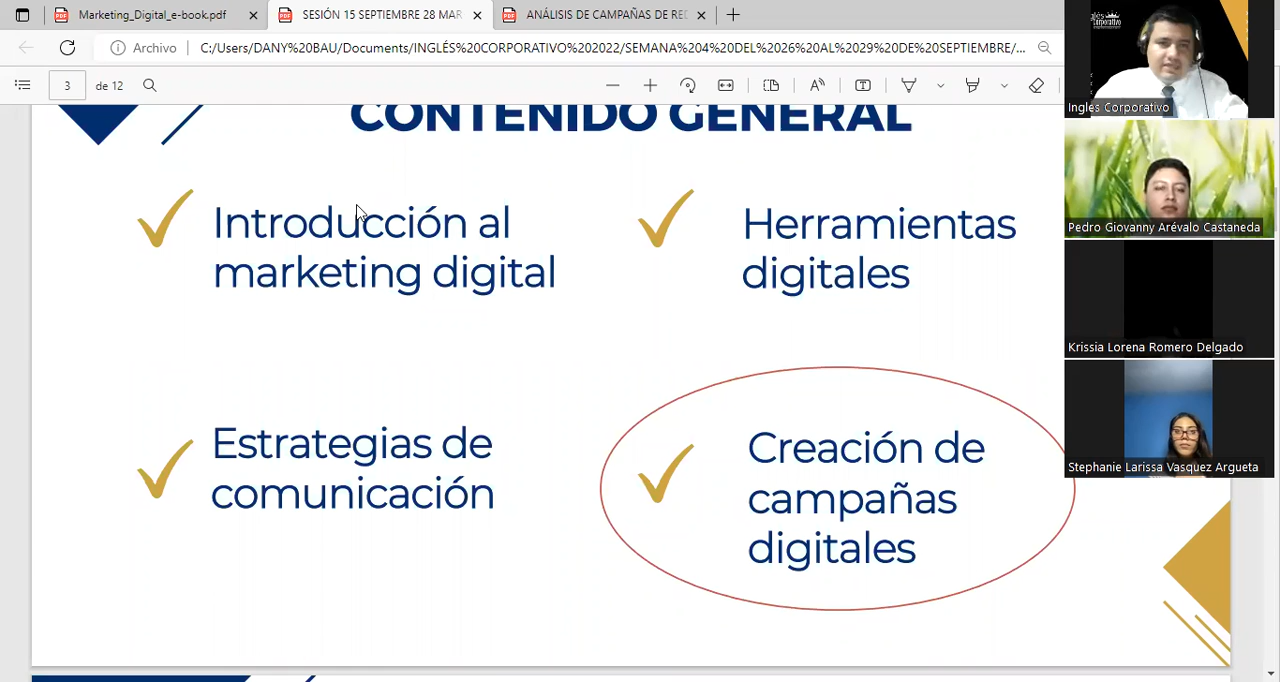 Marketing_Digital_e-book.pdf
SESIÓN 15 SEPTIEMBRE 28 MAR
ANÁLISIS DE CAMPAÑAS DE RED
Archivo
C:/Users/DANY%20BAU/Documents/INGLÉS%20CORPORATIVO%202022/SEMANA%204%20DEL%2026%20AL%2029%20DE%20SEPTIEMBRE/...
3
de 12
CONTENIDO GENERAL
Introducción al
marketing digital
Herramientas
digitales
Estrategias de
comunicación
Creación de
campañas
digitales
Inglés Corporativo
Pedro Giovanny Arévalo Castaneda
Krissia Lorena Romero Delgado
Stephanie Larissa Vasquez Argueta